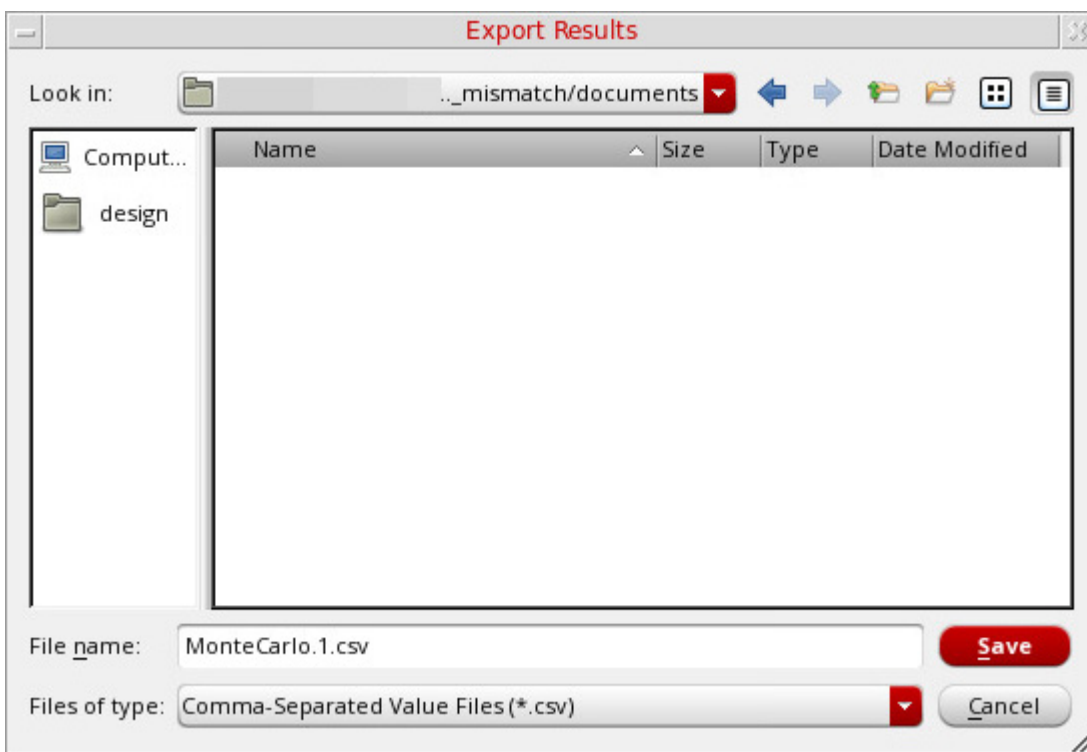 Export Results
Look in: .._mismatch/documents
Comput... Name Size Type Date Modified
design
File name: MonteCarlo.1.csv Save
Files of type: Comma-Separated Value Files (*.csv) Cancel